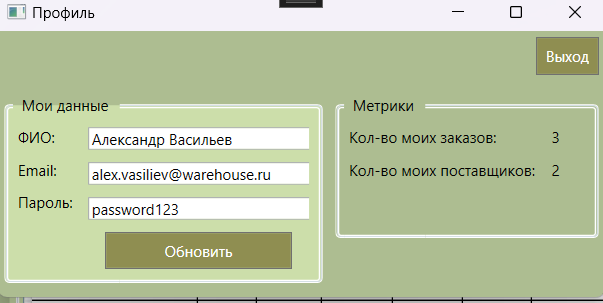 Профиль
Выход
Мои данные
ФИО: Александр Васильев
Email: alex.vasiliev@warehouse.ru
Пароль: password123
Обновить
Метрики
Кол-во моих заказов: 3
Кол-во моих поставщиков: 2